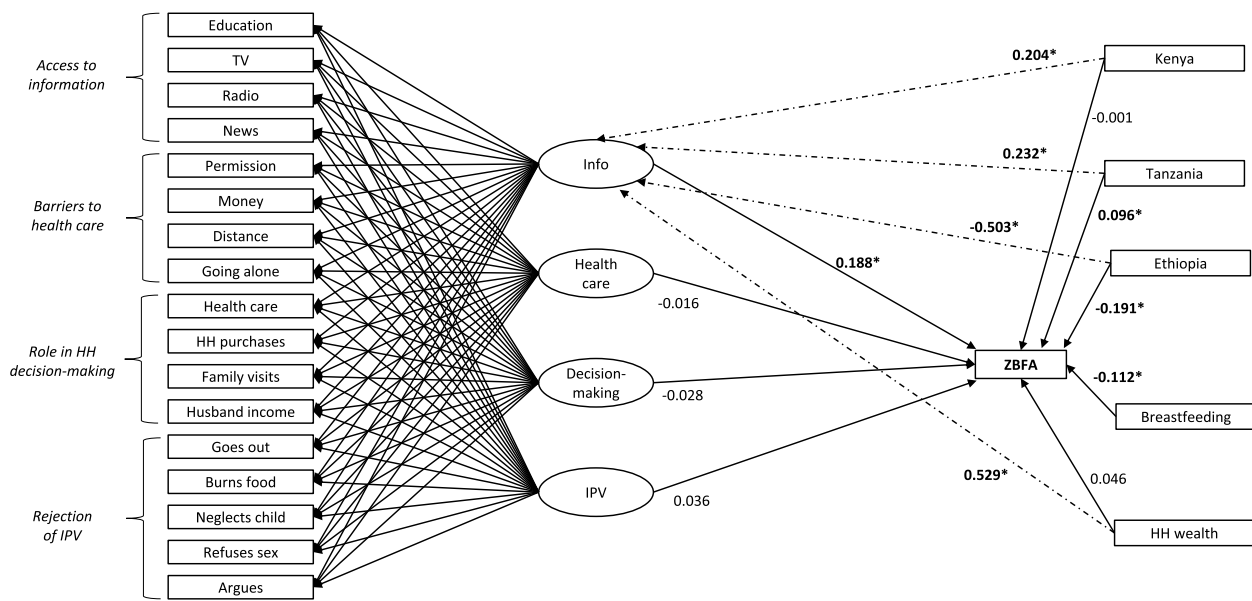 Access to
information
Education
TV
Radio
News
Barriers to
health care
Permission
Money
Distance
Going alone
Role in HH
decision-making
Health care
HH purchases
Family visits
Husband income
Rejection
of IPV
Goes out
Burns food
Neglects child
Refuses sex
Argues
Info
Health
care
Decision-
making
IPV
0.188*
-0.016
-0.028
0.036
ZBFA
0.204*
-0.001
0.232*
0.096*
-0.503*
-0.191*
-0.112*
0.529*
0.046
Kenya
Tanzania
Ethiopia
Breastfeeding
HH wealth